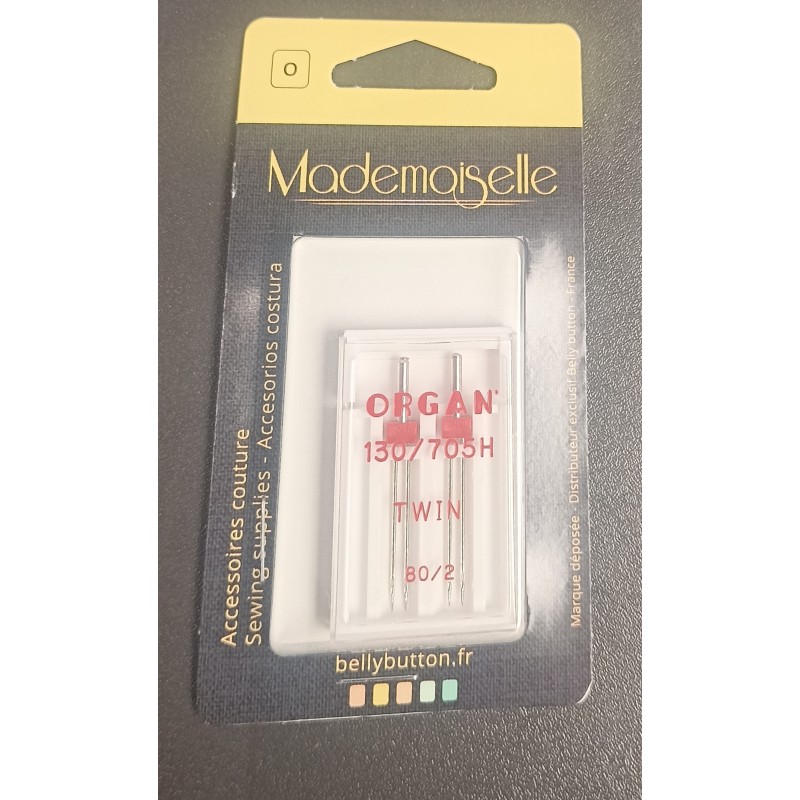 O
Mademoiselle
Accessoires couture
Sewing supplies - Accesorios costura
ORGAN
130/705H
TWIN
80/2
Marque déposée - Distributeur exclusif Belly button - France
bellybutton.fr